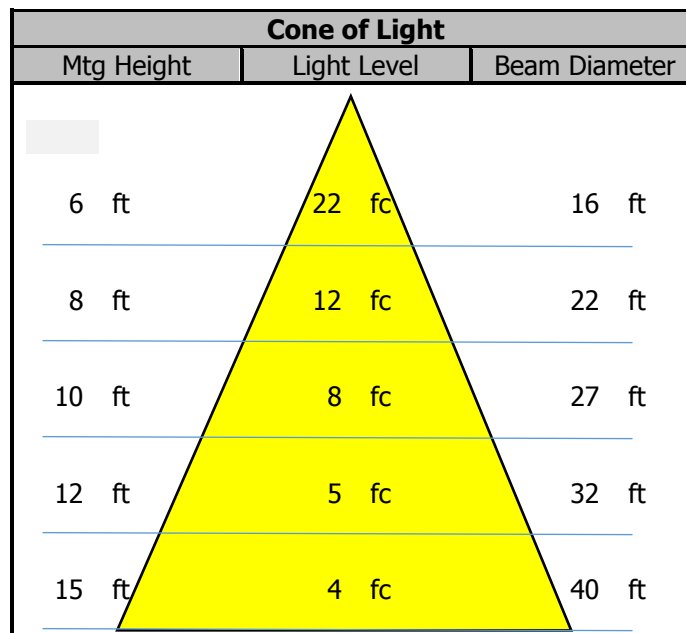 Cone of Light
Mtg Height Light Level Beam Diameter
6 ft 22 fc 16 ft
8 ft 12 fc 22 ft
10 ft 8 fc 27 ft
12 ft 5 fc 32 ft
15 ft 4 fc 40 ft